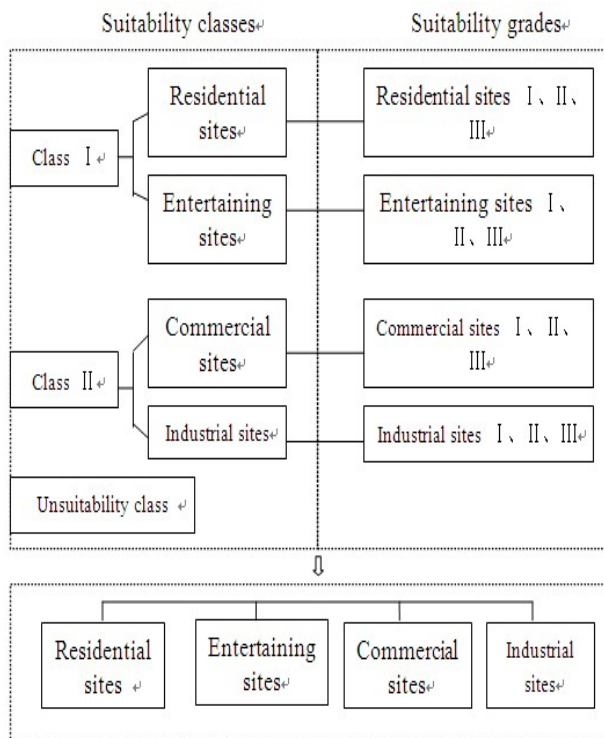 Suitability classes↵
Suitability grades↵
Residential
sites↵
Residential sites Ⅰ、Ⅱ、
Ⅲ↵
Class Ⅰ↵
Entertaining
sites↵
Entertaining sites Ⅰ、
Ⅱ、Ⅲ↵
Commercial
sites↵
Commercial sites Ⅰ、Ⅱ、
Ⅲ↵
Class Ⅱ↵
Industrial sites↵
Industrial sites Ⅰ、Ⅱ、Ⅲ↵
Unsuitability class ↵
Residential
sites ↵
Entertaining
sites↵
Commercial
sites↵
Industrial
sites↵